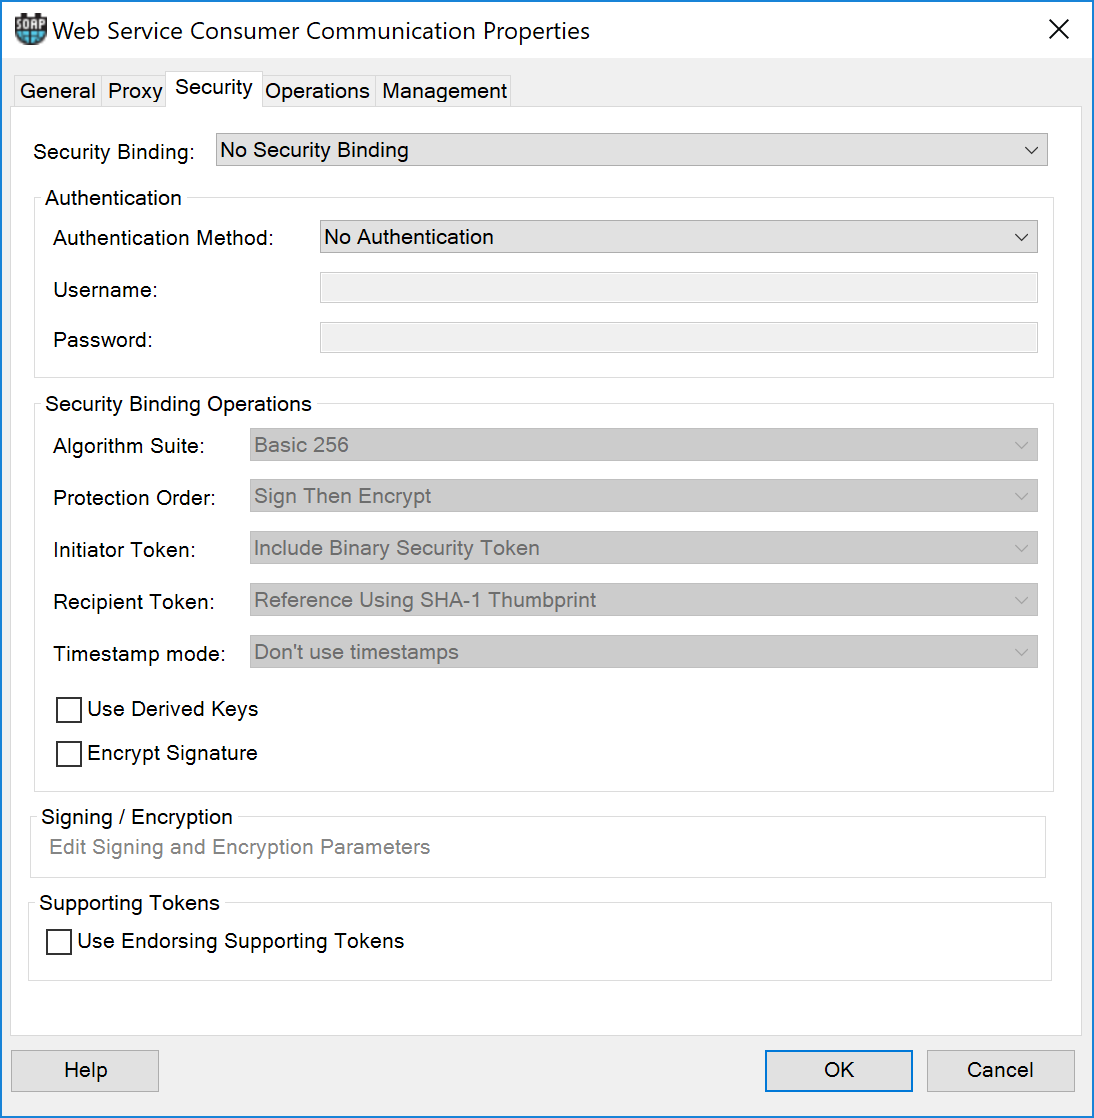 SOAP
Web Service Consumer Communication Properties
General Proxy Security Operations Management
Security Binding: No Security Binding
Authentication
Authentication Method: No Authentication
Username:
Password:
Security Binding Operations
Algorithm Suite: Basic 256
Protection Order: Sign Then Encrypt
Initiator Token: Include Binary Security Token
Recipient Token: Reference Using SHA-1 Thumbprint
Timestamp mode: Don't use timestamps
Use Derived Keys
Encrypt Signature
Signing / Encryption
Edit Signing and Encryption Parameters
Supporting Tokens
Use Endorsing Supporting Tokens
Help OK Cancel